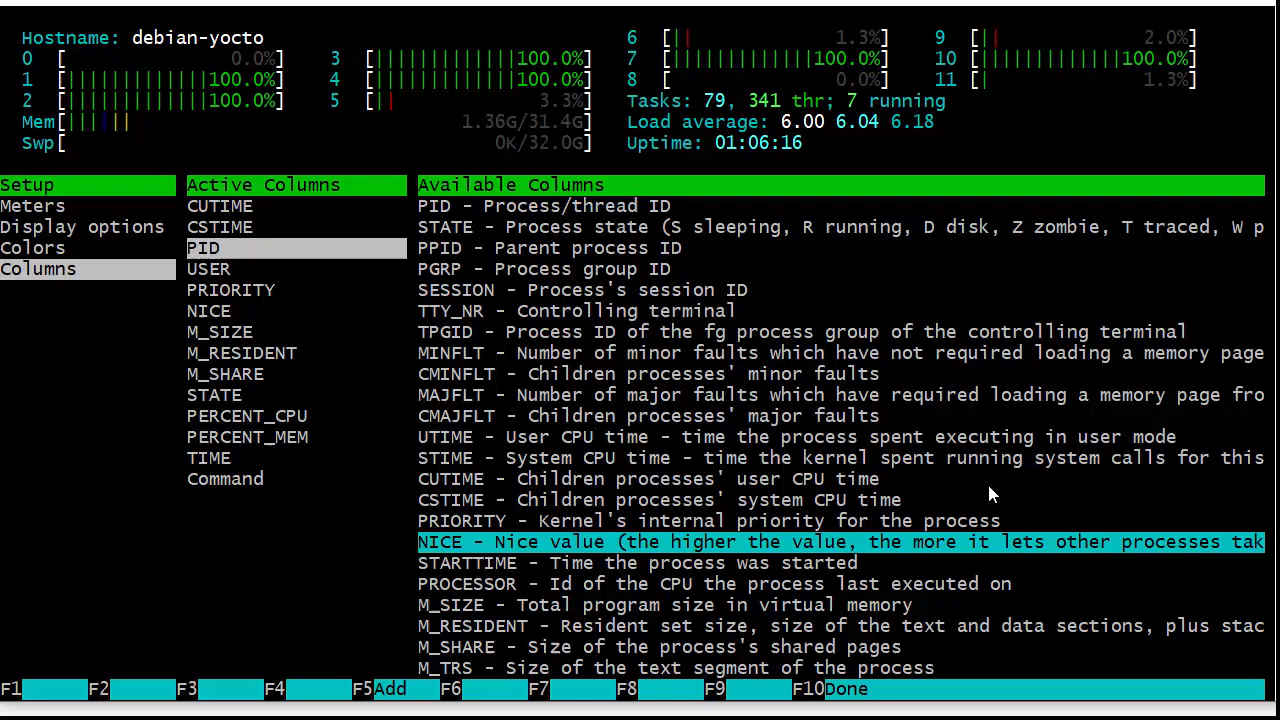 Hostname: debian-yocto
0 [ 0.0%] 3 [||||||||||||||100.0%] 6 [|| 1.3%] 9 [|| 2.0%]
1 [||||||||||||||100.0%] 4 [||||||||||||||100.0%] 7 [||||||||||||||100.0%] 10 [||||||||||||||100.0%]
2 [||||||||||||||100.0%] 5 [|| 3.3%] 8 [ 0.0%] 11 [| 1.3%]
Mem[|||||| 1.36G/31.4G] Tasks: 79, 341 thr; 7 running
Swp[ 0K/32.0G] Load average: 6.00 6.04 6.18
Uptime: 01:06:16
Setup
Meters
Display options
Colors
Columns
Active Columns
CUTIME
CSTIME
PID
USER
PRIORITY
NICE
M_SIZE
M_RESIDENT
M_SHARE
STATE
PERCENT_CPU
PERCENT_MEM
TIME
Command
Available Columns
PID - Process/thread ID
STATE - Process state (S sleeping, R running, D disk, Z zombie, T traced, W p
PPID - Parent process ID
PGRP - Process group ID
SESSION - Process's session ID
TTY_NR - Controlling terminal
TPGID - Process ID of the fg process group of the controlling terminal
MINFLT - Number of minor faults which have not required loading a memory page
CMINFLT - Children processes' minor faults
MAJFLT - Number of major faults which have required loading a memory page fro
CMAJFLT - Children processes' major faults
UTIME - User CPU time - time the process spent executing in user mode
STIME - System CPU time - time the kernel spent running system calls for this
CUTIME - Children processes' user CPU time
CSTIME - Children processes' system CPU time
PRIORITY - Kernel's internal priority for the process
NICE - Nice value (the higher the value, the more it lets other processes tak
STARTTIME - Time the process was started
PROCESSOR - Id of the CPU the process last executed on
M_SIZE - Total program size in virtual memory
M_RESIDENT - Resident set size, size of the text and data sections, plus stac
M_SHARE - Size of the process's shared pages
M_TRS - Size of the text segment of the process
F1 F2 F3 F4 F5Add F6 F7 F8 F9 F10Done